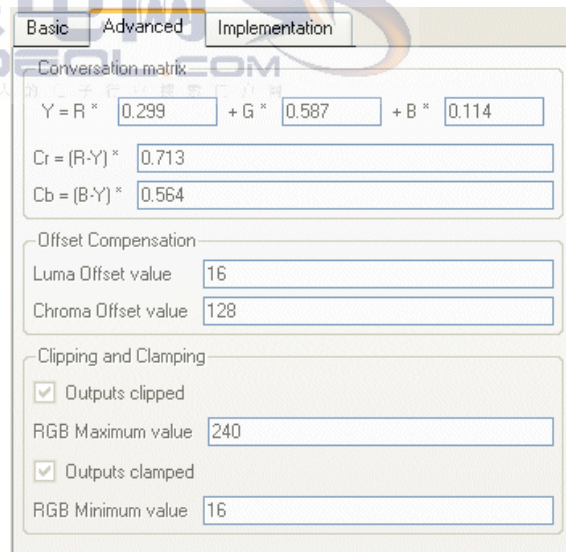 Basic Advanced Implementation
Conversation matrix
Y = R * 0.299 + G * 0.587 + B * 0.114
Cr = (R-Y) * 0.713
Cb = (B-Y) * 0.564
Offset Compensation
Luma Offset value 16
Chroma Offset value 128
Clipping and Clamping
Outputs clipped
RGB Maximum value 240
Outputs clamped
RGB Minimum value 16